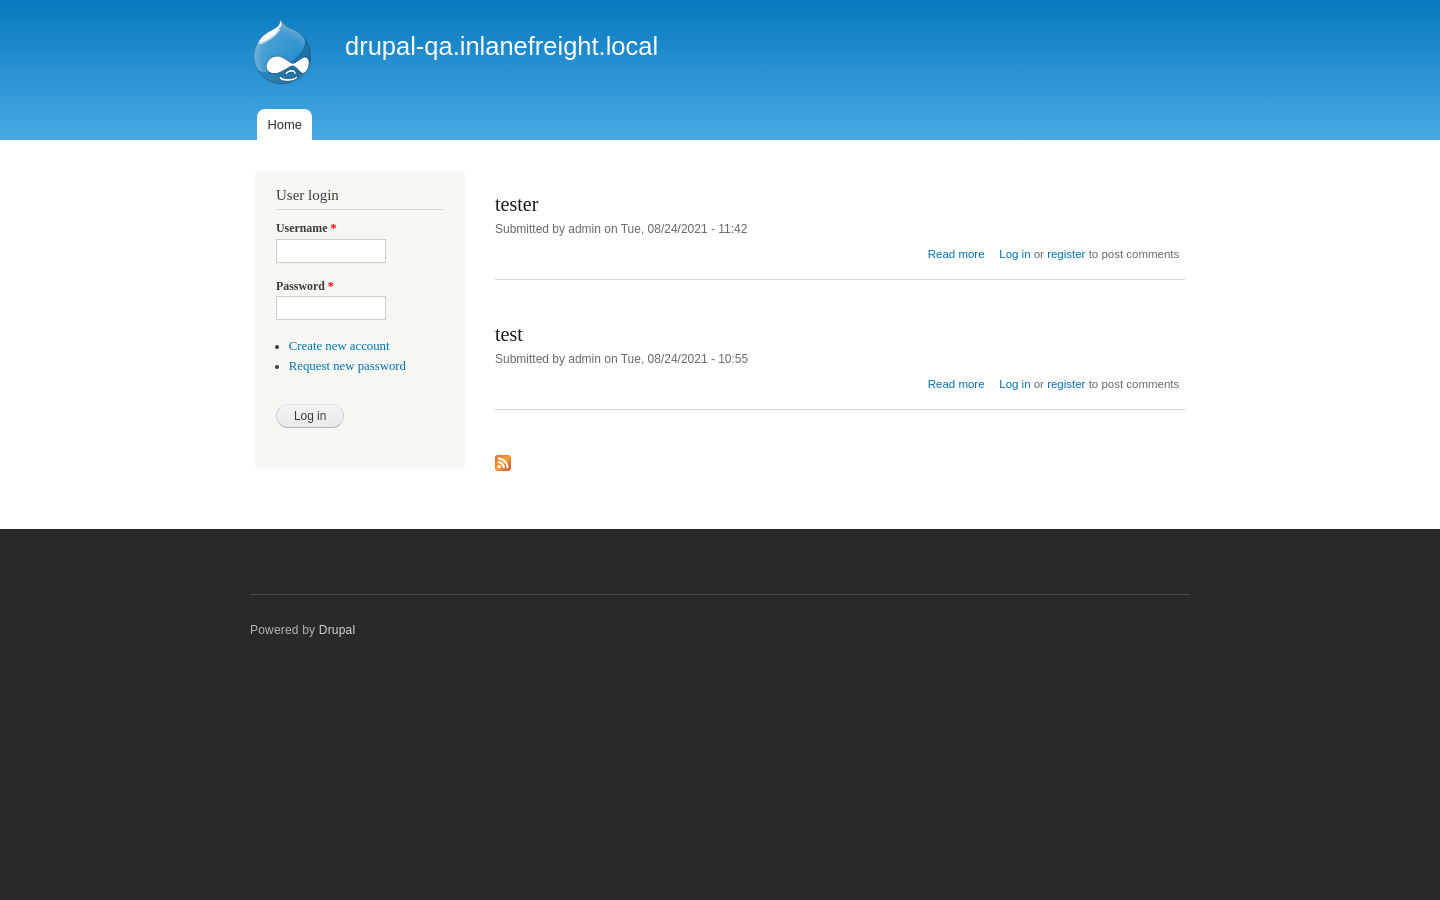 drupal-qa.inlanefreight.local
Home
User login
Username *
Password *
Create new account
Request new password
Log in
tester
Submitted by admin on Tue, 08/24/2021 - 11:42
Read more Log in or register to post comments
test
Submitted by admin on Tue, 08/24/2021 - 10:55
Read more Log in or register to post comments
Powered by Drupal